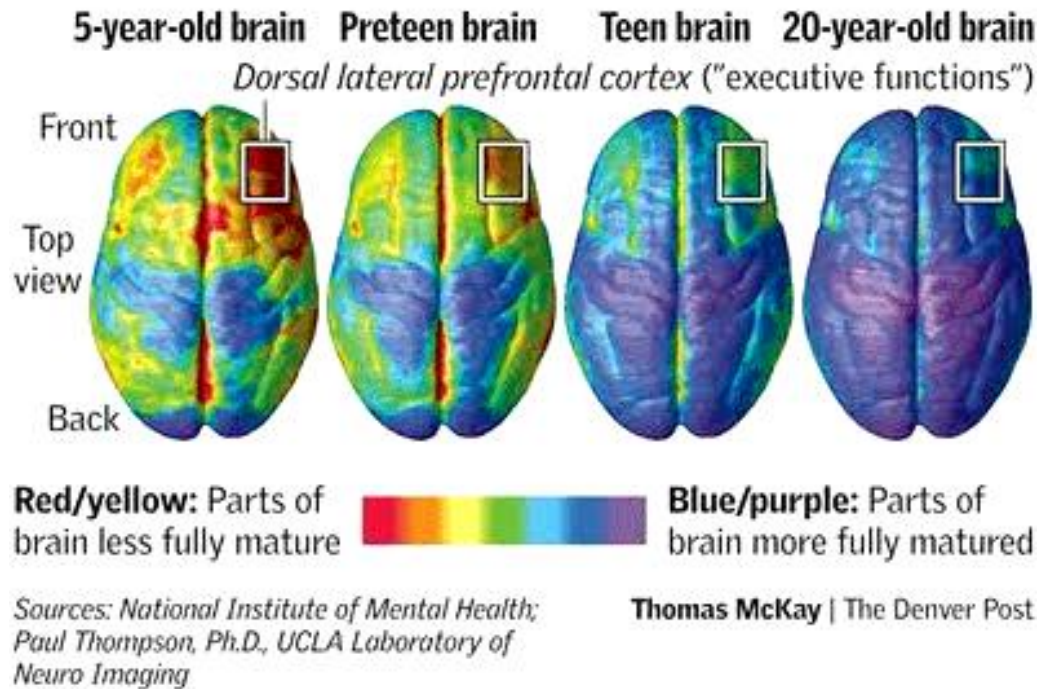 5-year-old brain Preteen brain Teen brain 20-year-old brain
Dorsal lateral prefrontal cortex ("executive functions")
Front
Top
view
Back
Red/yellow: Parts of
brain less fully mature
Blue/purple: Parts of
brain more fully matured
Sources: National Institute of Mental Health;
Paul Thompson, Ph.D., UCLA Laboratory of
Neuro Imaging
Thomas McKay | The Denver Post